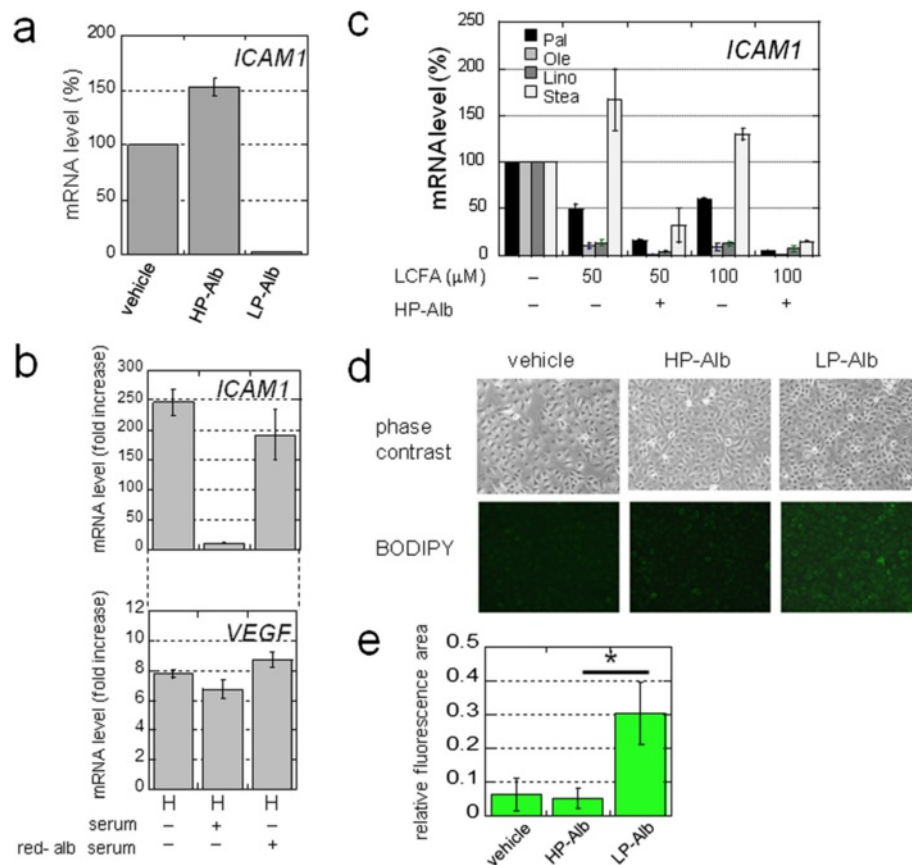 a
ICAM1
mRNA level (%)
200
150
100
50
0
vehicle
HP-Alb
LP-Alb
b
ICAM1
mRNA level (fold increase)
300
250
200
150
100
50
0
VEGF
mRNA level (fold increase)
12
10
8
6
4
2
0
H H H
serum – + –
red- alb serum – – +
c
ICAM1
Pal
Ole
Lino
Stea
mRNA level (%)
250
200
150
100
50
0
LCFA (μM) – 50 50 100 100
HP-Alb – – + – +
d
vehicle HP-Alb LP-Alb
phase
contrast
BODIPY
e
relative fluorescence area
0.5
0.4
0.3
0.2
0.1
0
*
vehicle
HP-Alb
LP-Alb